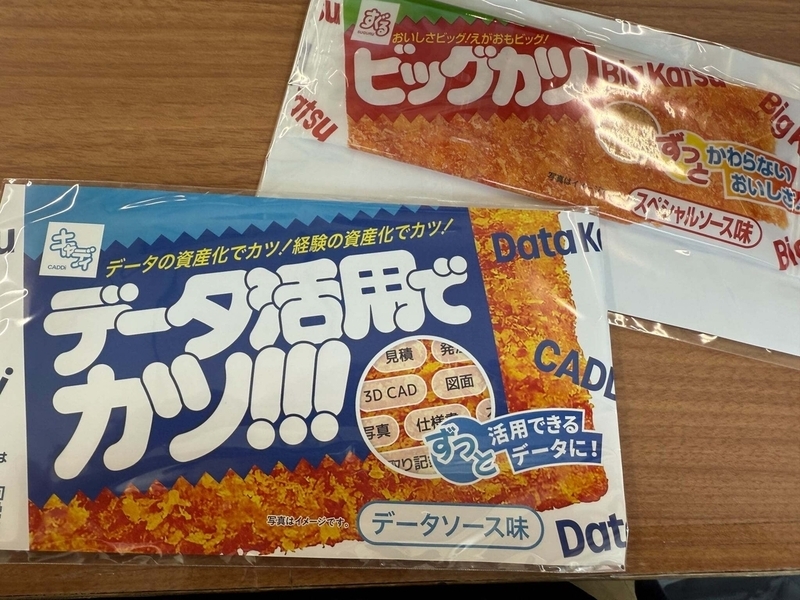 すぐる
SUGURU
おいしさビッグ!えがおもビッグ!
ビッグカツ
Big Katsu
ずっと
かわらない
おいしさ
写真はイ
スペシャルソース味
キャディ
CADDi
データの資産化でカツ!経験の資産化でカツ!
データ活用で
カツ!!!
見積
3D CAD
図面
写真
仕様書
ずっと
活用できる
データに!
写真はイメージです。
データソース味
Data
CADD
Data